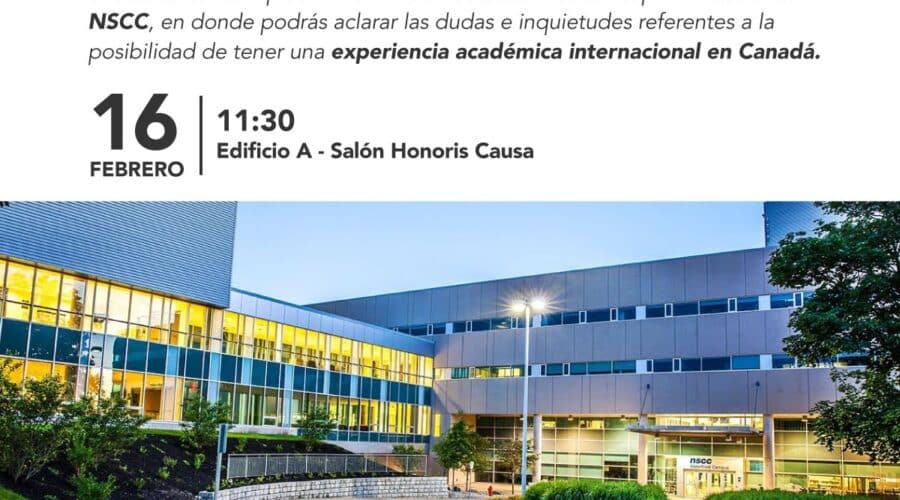 NSCC, en donde podrás aclarar las dudas e inquietudes referentes a la
posibilidad de tener una experiencia académica internacional en Canadá.
16
FEBRERO
11:30
Edificio A - Salón Honoris Causa
nscc